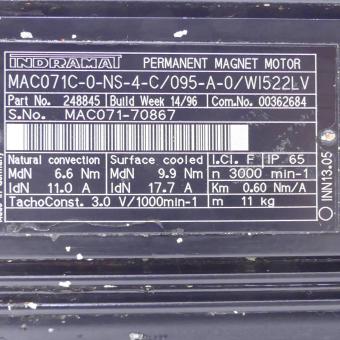 INDRAMAT PERMANENT MAGNET MOTOR
MAC071C-0-NS-4-C/095-A-0/WI522LV
Part No. 248845 Build Week 14/96 Com.No. 00362684
S.No. MAC071-70867
Natural convection Surface cooled I.Cl. F IP 65
MdN 6.6 Nm MdN 9.9 Nm n 3000 min-1
IdN 11.0 A IdN 17.7 A Km 0.60 Nm/A
TachoConst. 3.0 V/1000min-1 m 11 kg
INN13.05